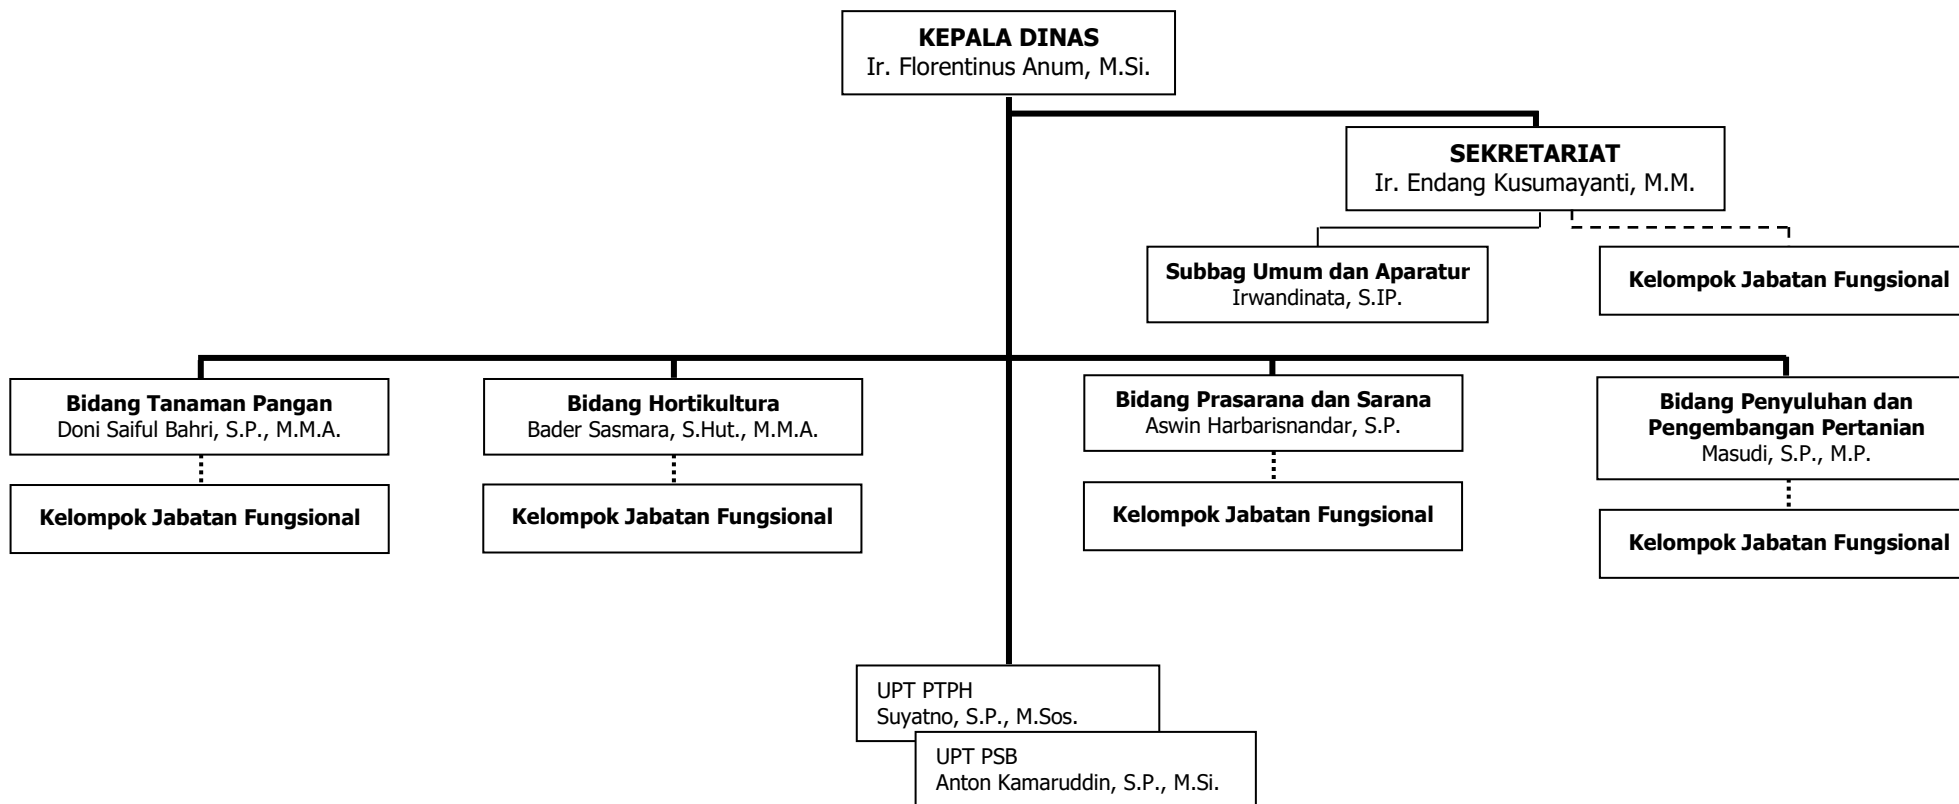 KEPALA DINAS
Ir. Florentinus Anum, M.Si.
SEKRETARIAT
Ir. Endang Kusumayanti, M.M.
Subbag Umum dan Aparatur
Irwandinata, S.IP.
Kelompok Jabatan Fungsional
Bidang Tanaman Pangan
Doni Saiful Bahri, S.P., M.M.A.
Kelompok Jabatan Fungsional
Bidang Hortikultura
Bader Sasmara, S.Hut., M.M.A.
Kelompok Jabatan Fungsional
Bidang Prasarana dan Sarana
Aswin Harbarisnandar, S.P.
Kelompok Jabatan Fungsional
Bidang Penyuluhan dan
Pengembangan Pertanian
Masudi, S.P., M.P.
Kelompok Jabatan Fungsional
UPT PTPH
Suyatno, S.P., M.Sos.
UPT PSB
Anton Kamaruddin, S.P., M.Si.